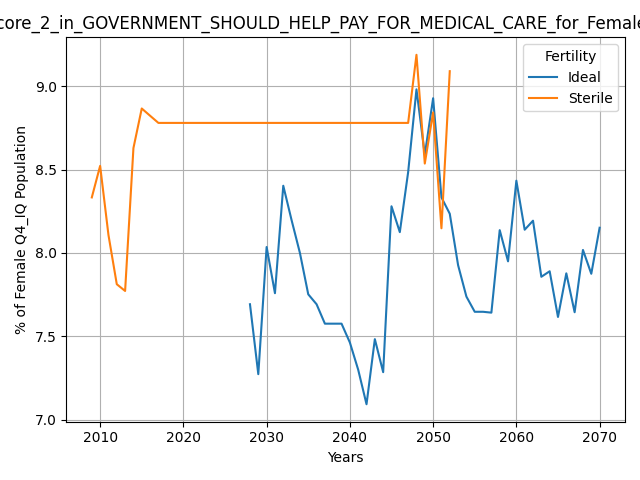 core_2_in_GOVERNMENT_SHOULD_HELP_PAY_FOR_MEDICAL_CARE_for_Female
Fertility
Ideal
Sterile
9.0
8.5
8.0
7.5
7.0
% of Female Q4_IQ Population
2010 2020 2030 2040 2050 2060 2070
Years